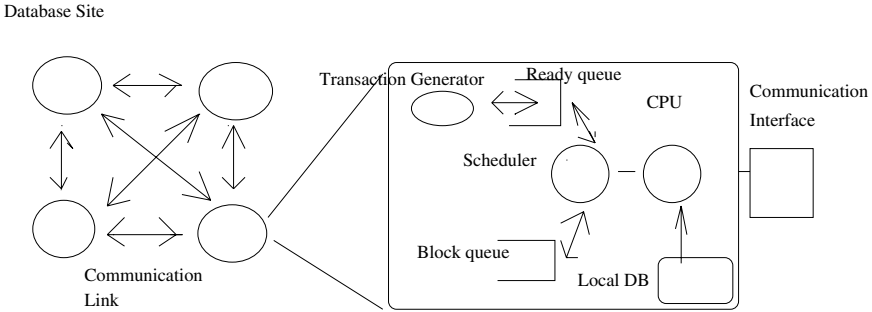 Database Site
Transaction Generator
Ready queue
CPU
Communication
Interface
Scheduler
Block queue
Local DB
Communication
Link